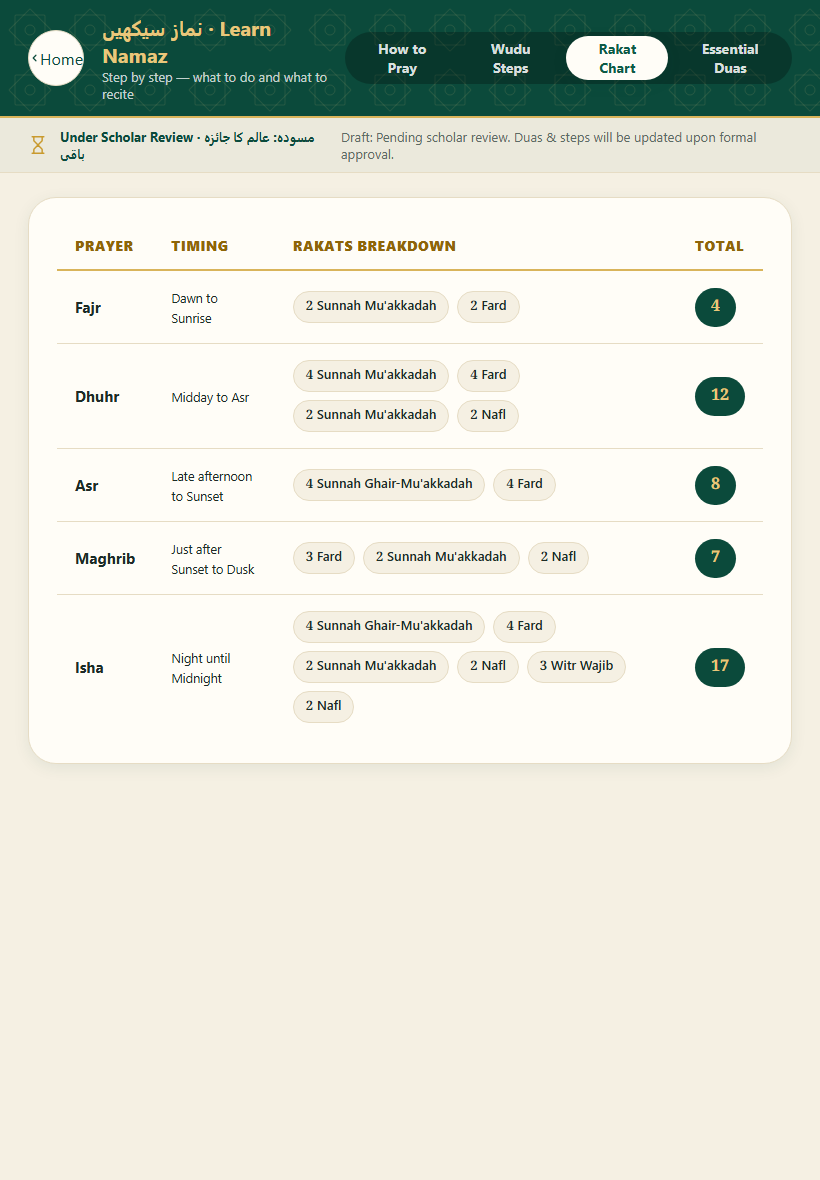 ‹ Home
نماز سیکھیں · Learn
Namaz
Step by step — what to do and what to
recite
How to
Pray
Wudu
Steps
Rakat
Chart
Essential
Duas
Under Scholar Review · مسودہ: عالم کا جائزہ
باقی
Draft: Pending scholar review. Duas & steps will be updated upon formal
approval.
PRAYER TIMING RAKATS BREAKDOWN TOTAL
Fajr
Dawn to
Sunrise
2 Sunnah Mu'akkadah 2 Fard
4
Dhuhr
Midday to Asr
4 Sunnah Mu'akkadah 4 Fard
2 Sunnah Mu'akkadah 2 Nafl
12
Asr
Late afternoon
to Sunset
4 Sunnah Ghair-Mu'akkadah 4 Fard
8
Maghrib
Just after
Sunset to Dusk
3 Fard 2 Sunnah Mu'akkadah 2 Nafl
7
Isha
Night until
Midnight
4 Sunnah Ghair-Mu'akkadah 4 Fard
2 Sunnah Mu'akkadah 2 Nafl 3 Witr Wajib
2 Nafl
17